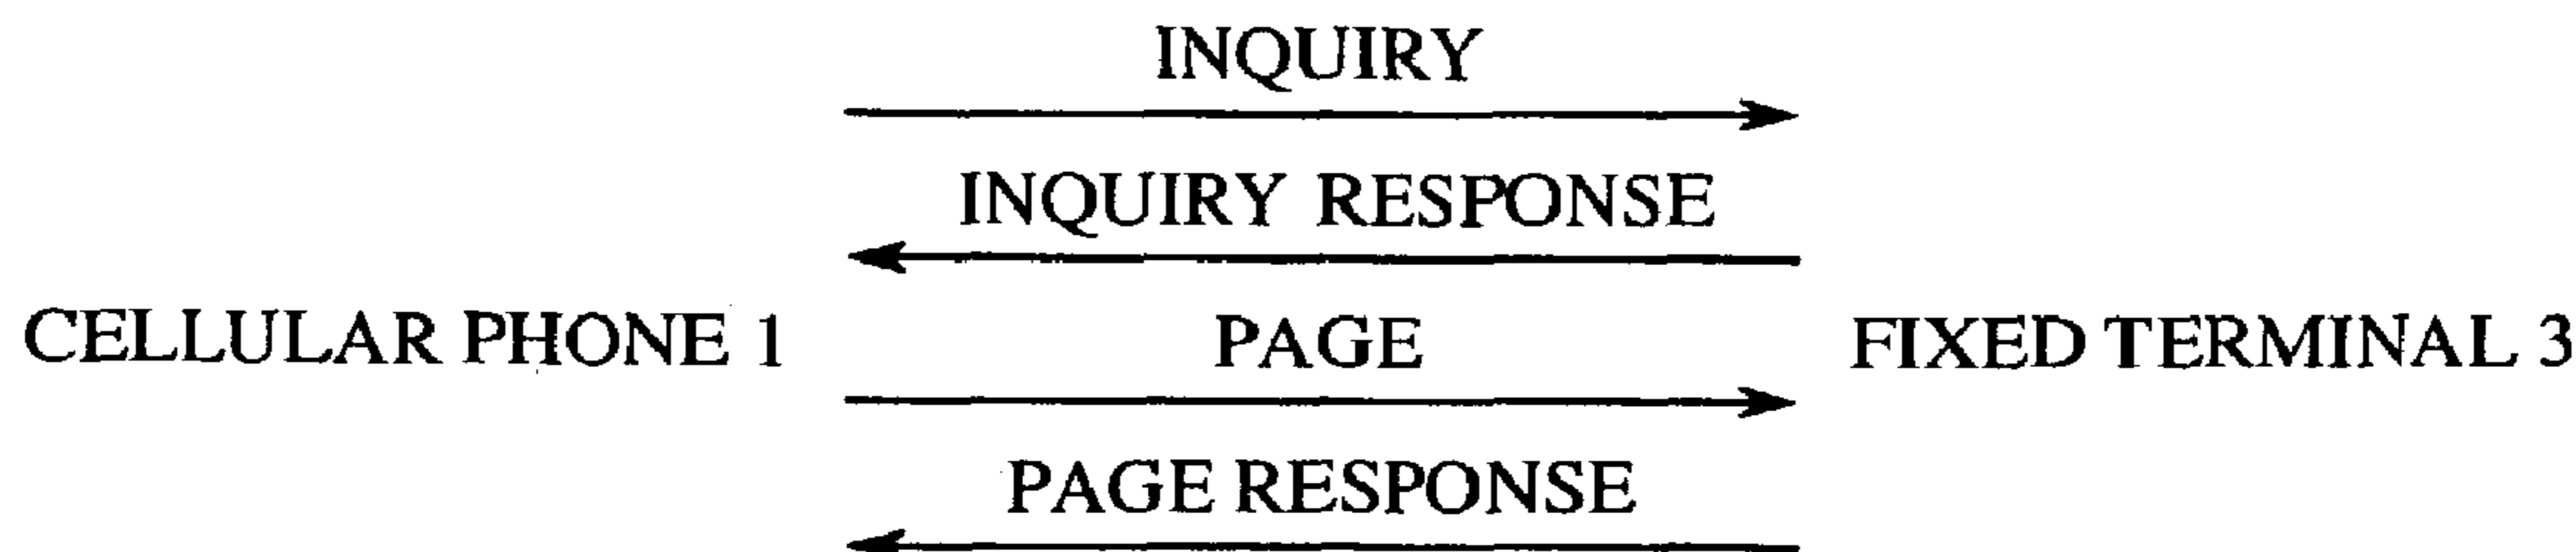 INQUIRY
INQUIRY RESPONSE
CELLULAR PHONE 1
PAGE
FIXED TERMINAL 3
PAGE RESPONSE